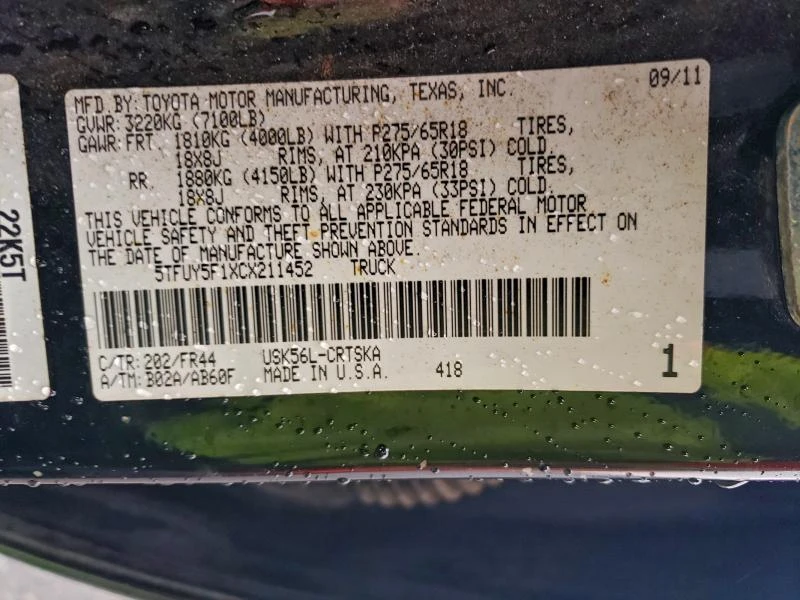 MFD.BY: TOYOTA MOTOR MANUFACTURING, TEXAS, INC. 09/11
GVWR: 3220KG (7100LB)
GAWR: FRT. 1810KG (4000LB) WITH P275/65R18 TIRES,
18X8J RIMS, AT 210KPA (30PSI) COLD.
RR. 1880KG (4150LB) WITH P275/65R18 TIRES,
18X8J RIMS, AT 230KPA (33PSI) COLD.
THIS VEHICLE CONFORMS TO ALL APPLICABLE FEDERAL MOTOR
VEHICLE SAFETY AND THEFT PREVENTION STANDARDS IN EFFECT ON
THE DATE OF MANUFACTURE SHOWN ABOVE.
5TFUY5F1XCX211452 TRUCK
C/TR: 202/FR44 USK56L-CRTSKA
A/TM: B02A/AB60F MADE IN U.S.A. 418 1
22K5T